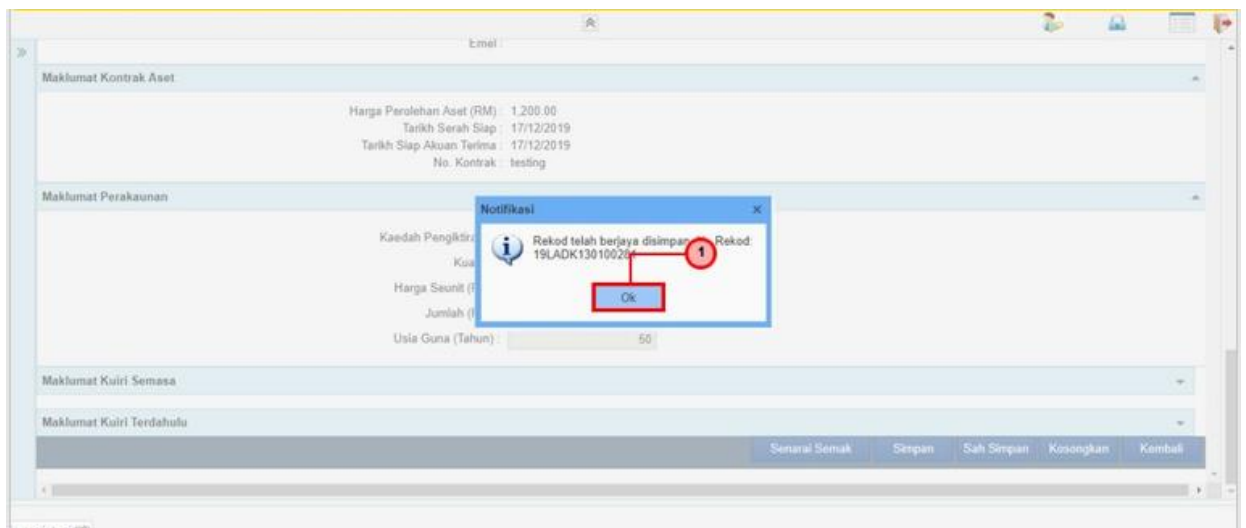 Emel :
Maklumat Kontrak Aset
Harga Perolehan Aset (RM) : 1,200.00
Tarikh Serah Siap : 17/12/2019
Tarikh Siap Akuan Terima : 17/12/2019
No. Kontrak : testing
Maklumat Perakaunan
Notifikasi
Rekod telah berjaya disimpan. Rekod:
19LADK130100281
1
Ok
Kaedah Pengiktira
Kua
Harga Seunit (
Jumlah (
Usia Guna (Tahun) : 50
Maklumat Kuiri Semasa
Maklumat Kuiri Terdahulu
Senarai Semak Simpan Sah Simpan Kosongkan Kembali